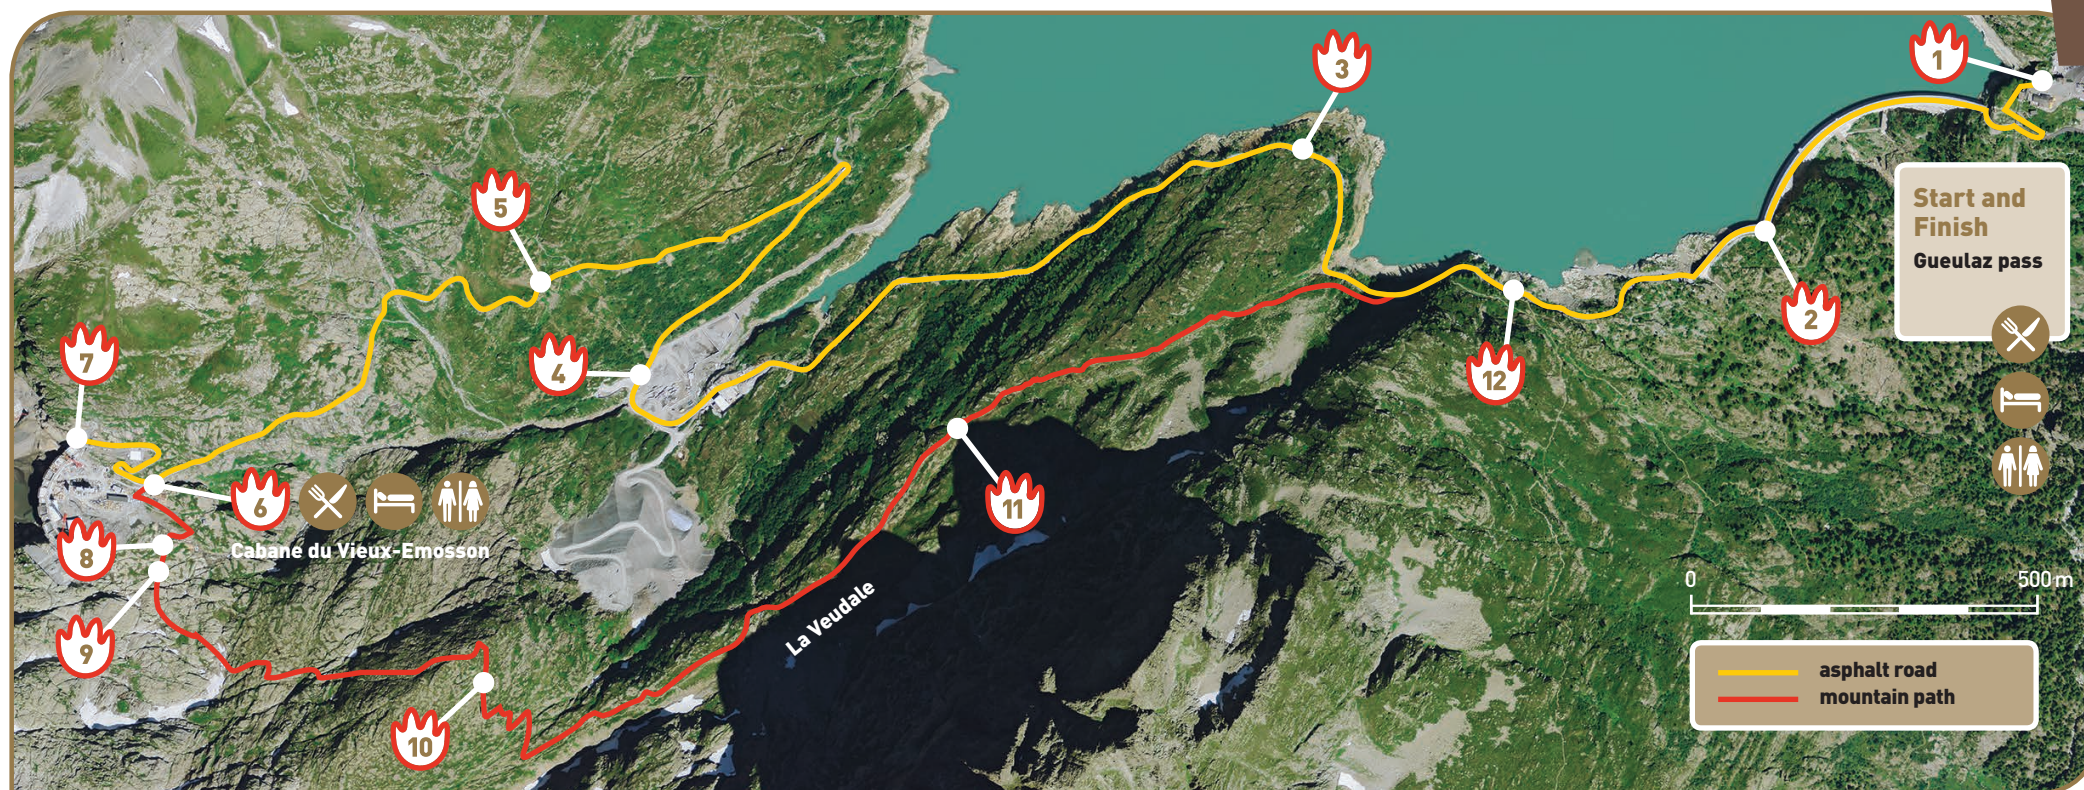 1
3
5
Start and
Finish
Gueulaz pass
2
7
4
12
6
11
8
Cabane du Vieux-Emosson
0
500 m
La Veudale
9
asphalt road
mountain path
10